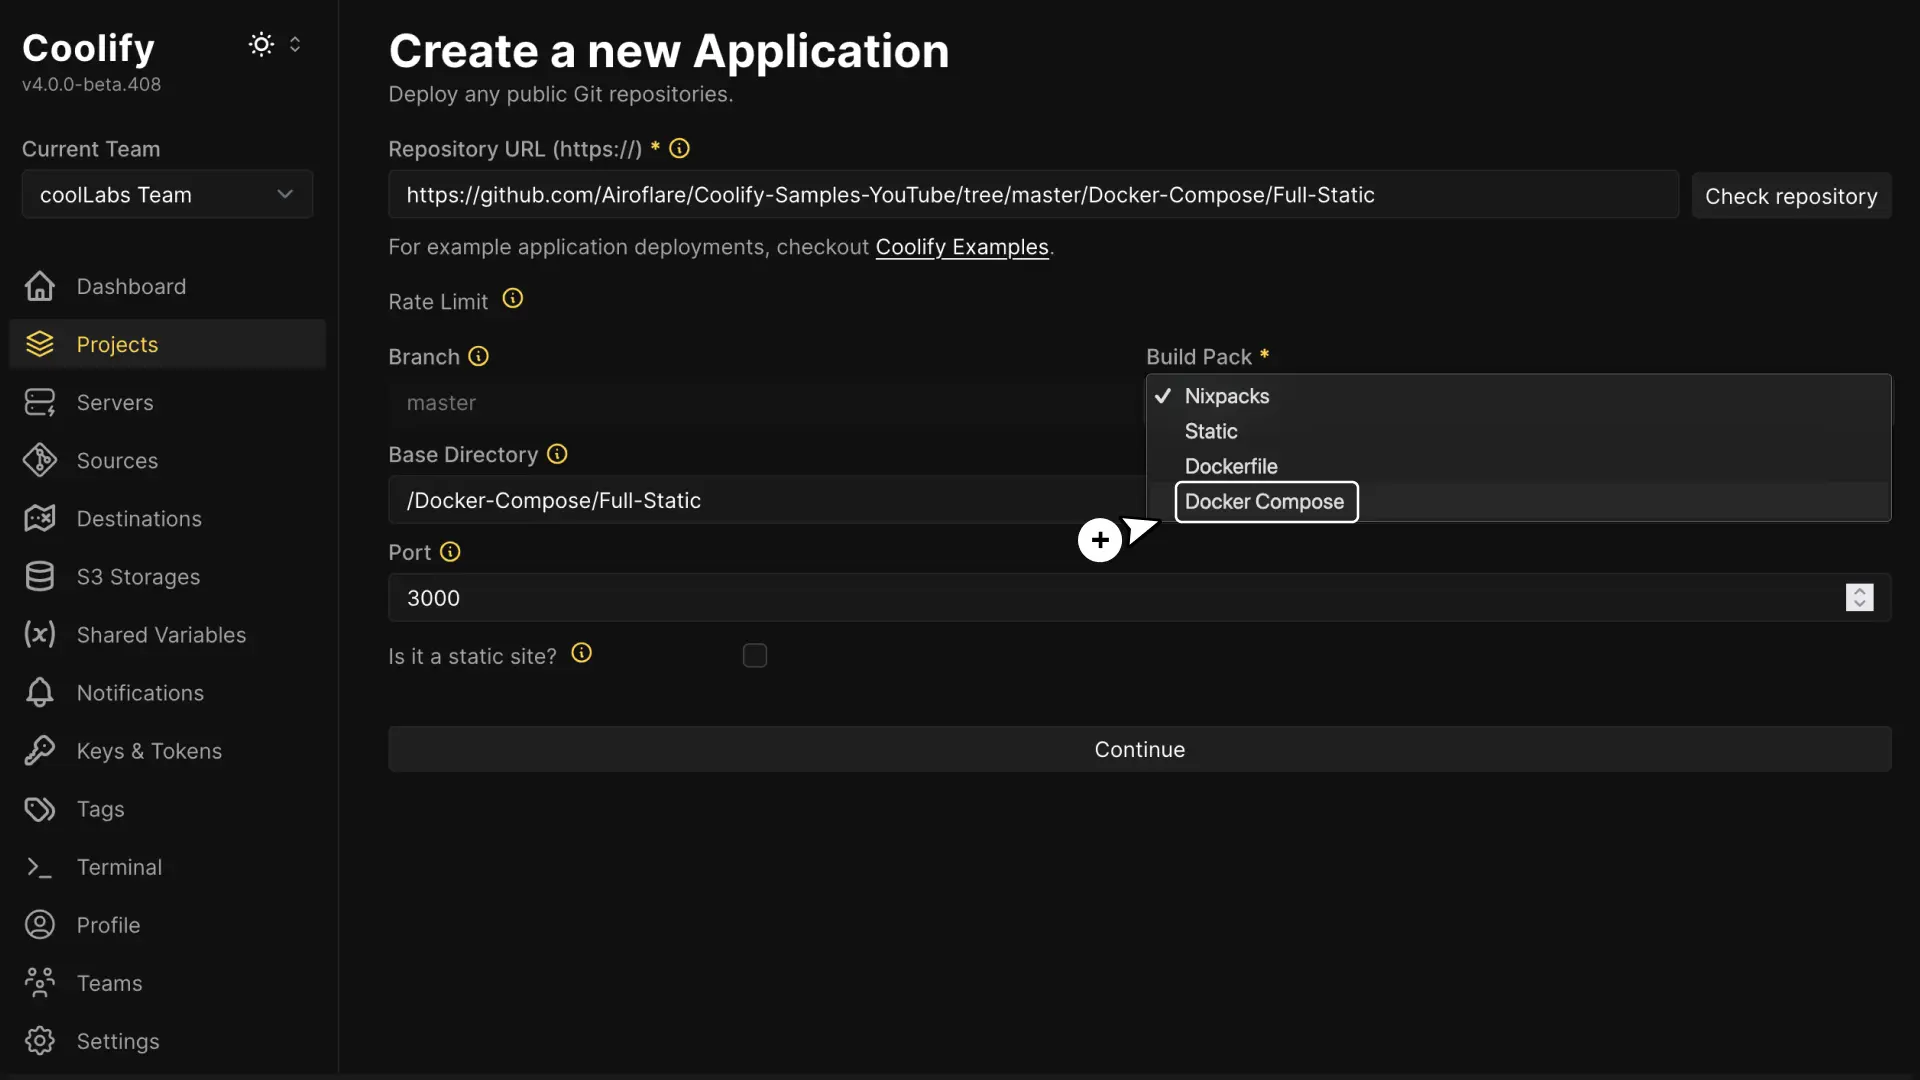 Coolify
v4.0.0-beta.408
Current Team
coolLabs Team
Dashboard
Projects
Servers
Sources
Destinations
S3 Storages
Shared Variables
Notifications
Keys & Tokens
Tags
Terminal
Profile
Teams
Settings
Create a new Application
Deploy any public Git repositories.
Repository URL (https://) *
https://github.com/Airoflare/Coolify-Samples-YouTube/tree/master/Docker-Compose/Full-Static
Check repository
For example application deployments, checkout Coolify Examples.
Rate Limit
Branch
master
Build Pack *
Nixpacks
Static
Dockerfile
Docker Compose
Base Directory
/Docker-Compose/Full-Static
Port
3000
Is it a static site?
Continue